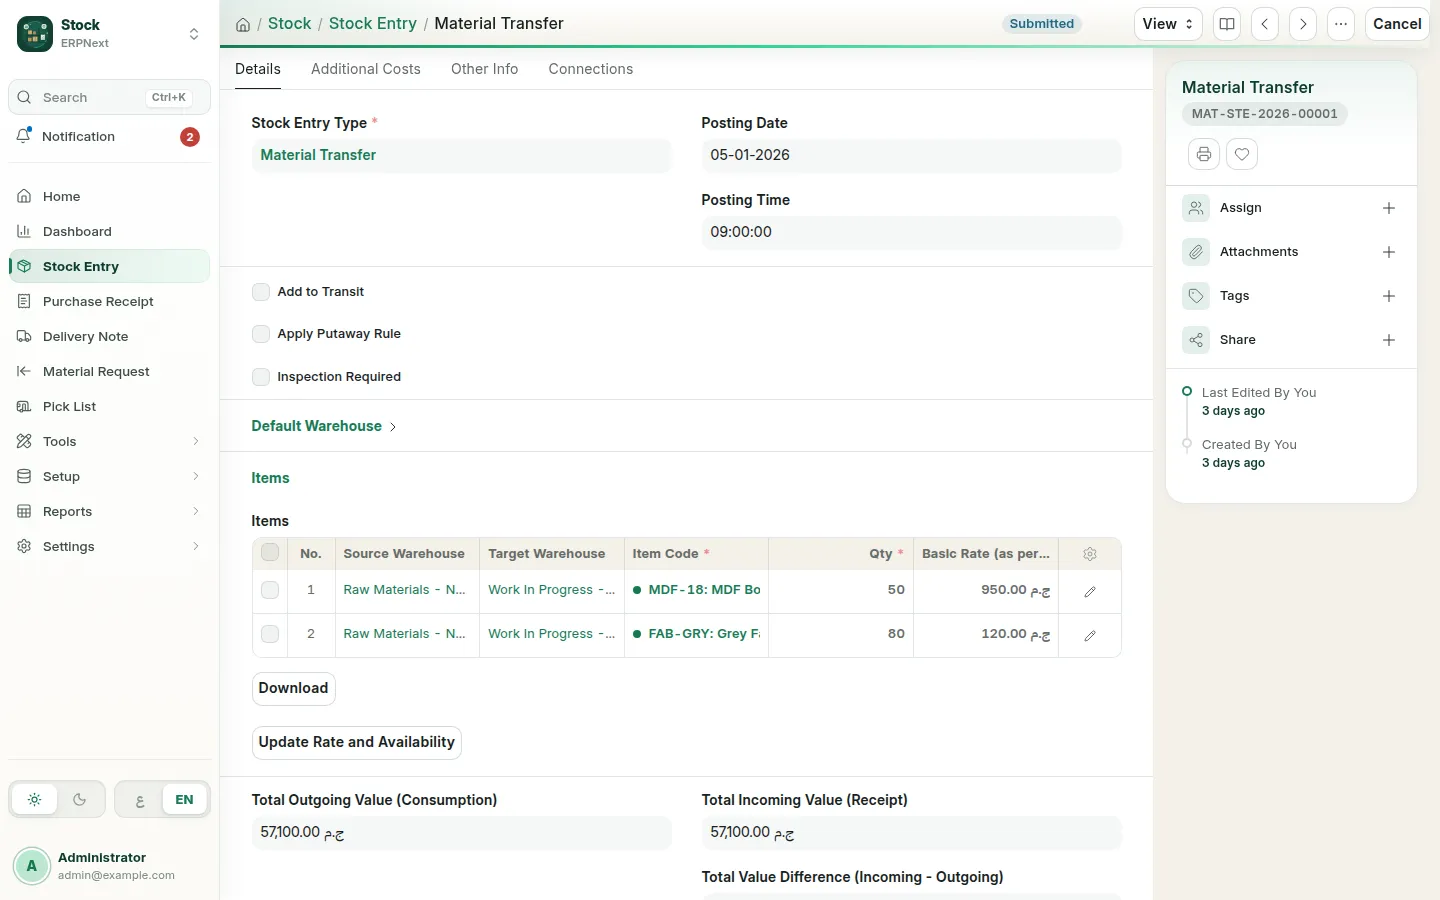 Stock
ERPNext
Search Ctrl+K
Notification 2
Home
Dashboard
Stock Entry
Purchase Receipt
Delivery Note
Material Request
Pick List
Tools
Setup
Reports
Settings
ع EN
A Administrator
admin@example.com
/ Stock / Stock Entry / Material Transfer Submitted View ... Cancel
Details Additional Costs Other Info Connections
Stock Entry Type *
Material Transfer
Posting Date
05-01-2026
Posting Time
09:00:00
Add to Transit
Apply Putaway Rule
Inspection Required
Default Warehouse
Items
Items
No. Source Warehouse Target Warehouse Item Code * Qty * Basic Rate (as per...
1 Raw Materials - N... Work In Progress -... MDF-18: MDF Bo 50 950.00 ج.م
2 Raw Materials - N... Work In Progress -... FAB-GRY: Grey Fa 80 120.00 ج.م
Download
Update Rate and Availability
Total Outgoing Value (Consumption)
57,100.00 ج.م
Total Incoming Value (Receipt)
57,100.00 ج.م
Total Value Difference (Incoming - Outgoing)
Material Transfer
MAT-STE-2026-00001
Assign
Attachments
Tags
Share
Last Edited By You
3 days ago
Created By You
3 days ago